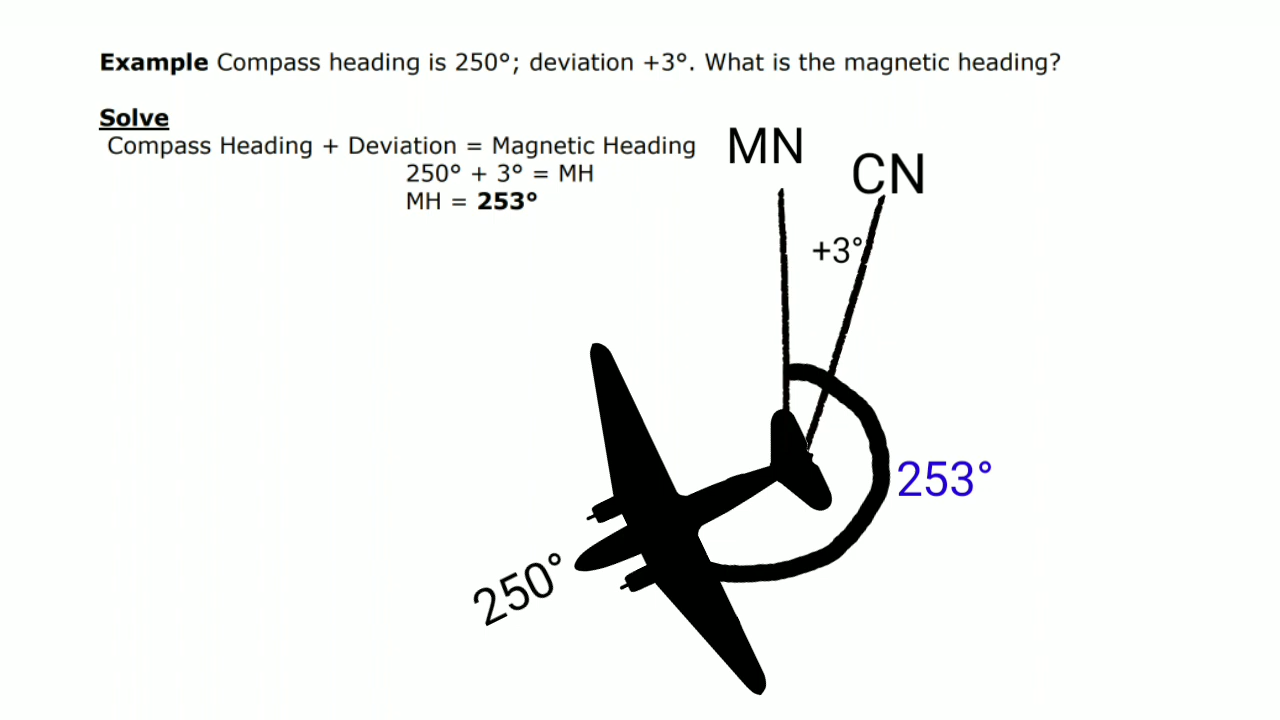 Example Compass heading is 250°; deviation +3°. What is the magnetic heading?
Solve
Compass Heading + Deviation = Magnetic Heading
250° + 3° = MH
MH = 253°
MN
CN
+3°
253°
250°